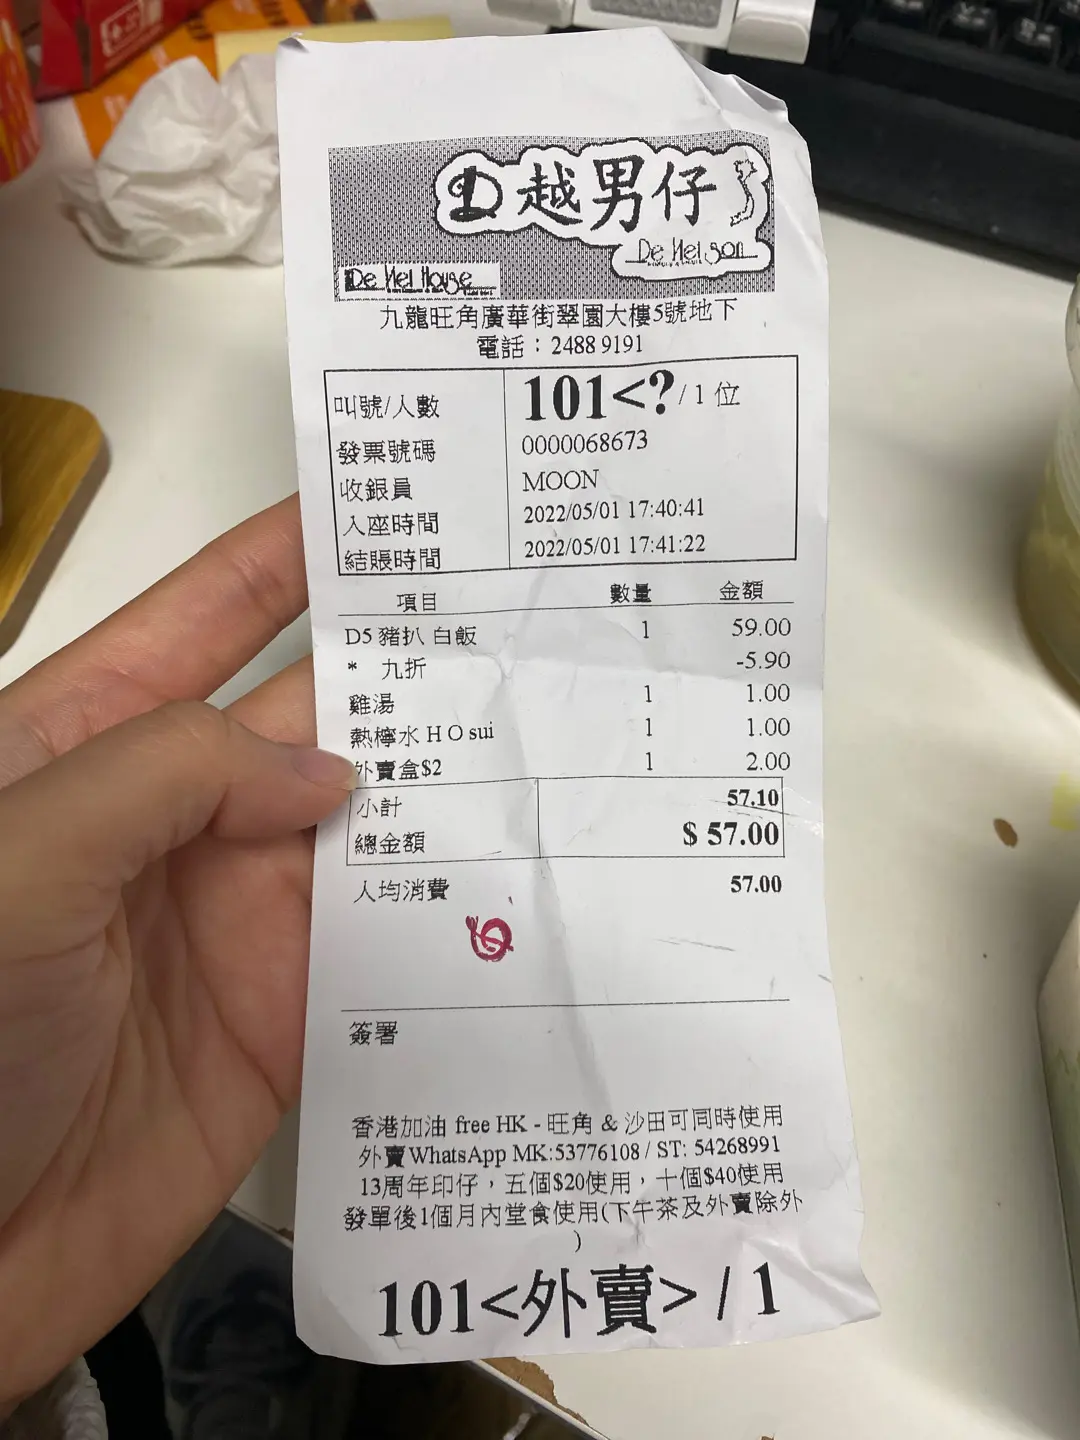 D 越男仔
De Nei son
De Nei House
九龍旺角廣華街翠園大樓5號地下
電話：2488 9191
叫號/人數 101<?/ 1 位
發票號碼 0000068673
收銀員 MOON
入座時間 2022/05/01 17:40:41
結賬時間 2022/05/01 17:41:22
項目 數量 金額
D5 豬扒 白飯 1 59.00
* 九折 -5.90
雞湯 1 1.00
熱檸水 H O sui 1 1.00
外賣盒$2 1 2.00
小計 57.10
總金額 $ 57.00
人均消費 57.00
簽署
香港加油 free HK - 旺角 & 沙田可同時使用
外賣WhatsApp MK:53776108 / ST: 54268991
13周年印仔，五個$20使用，十個$40使用
發單後1個月內堂食使用(下午茶及外賣除外
)
101<外賣> / 1